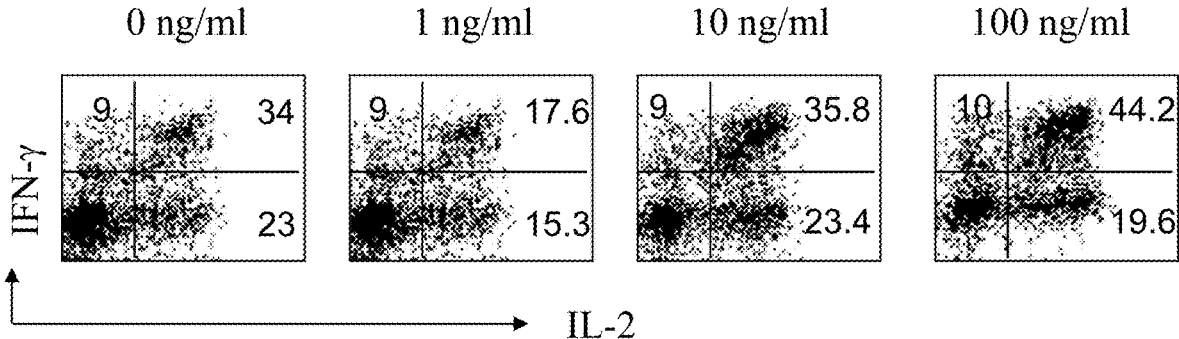 0 ng/ml 1 ng/ml 10 ng/ml 100 ng/ml
9 34 9 17.6 9 35.8 10 44.2
23 15.3 23.4 19.6
IFN-γ
IL-2